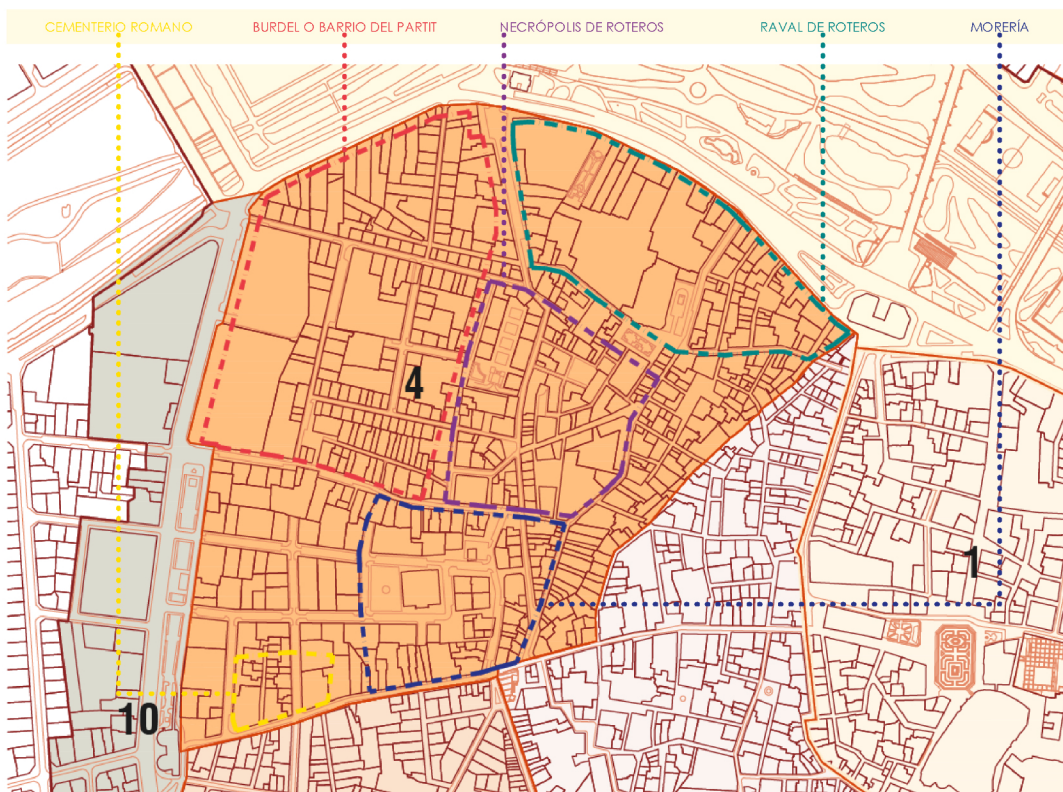 CEMENTERIO ROMANO
BURDEL O BARRIO DEL PARTIT
NECRÓPOLIS DE ROTEROS
RAVAL DE ROTEROS
MORERÍA
4
1
10